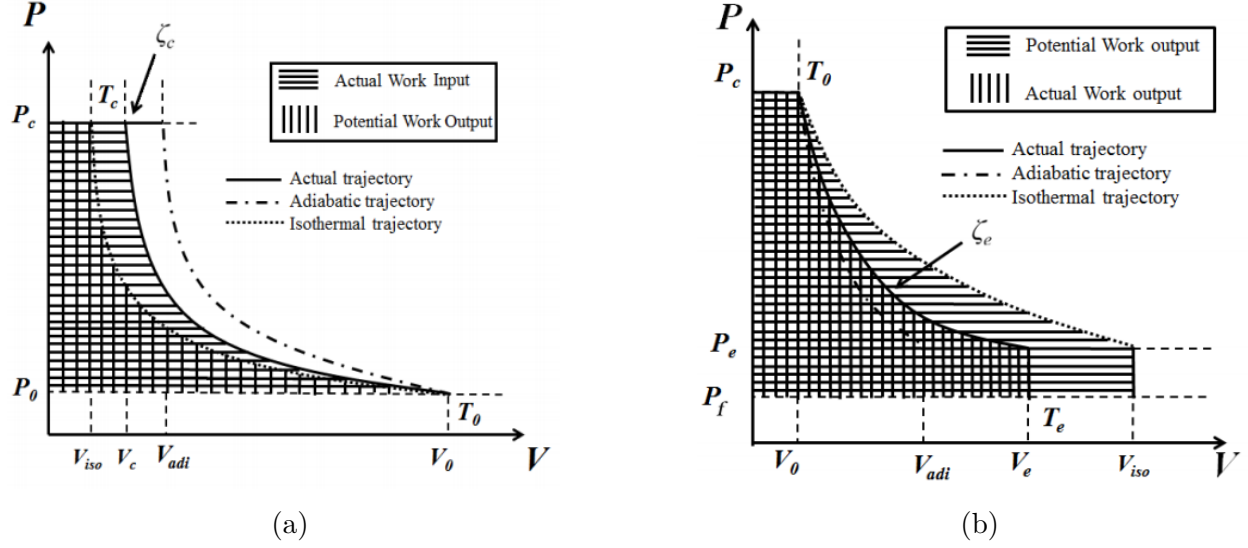 P
ζc
Tc
Pc
Actual Work Input
Potential Work Output
Actual trajectory
Adiabatic trajectory
Isothermal trajectory
P0
T0
Viso
Vc
Vadi
V0
V
(a)
P
T0
Pc
Potential Work output
Actual Work output
Actual trajectory
Adiabatic trajectory
Isothermal trajectory
ζe
Pe
Pf
Te
V0
Vadi
Ve
Viso
V
(b)